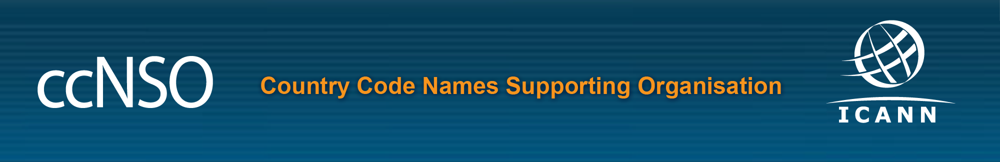 ccNSO
Country Code Names Supporting Organisation
ICANN